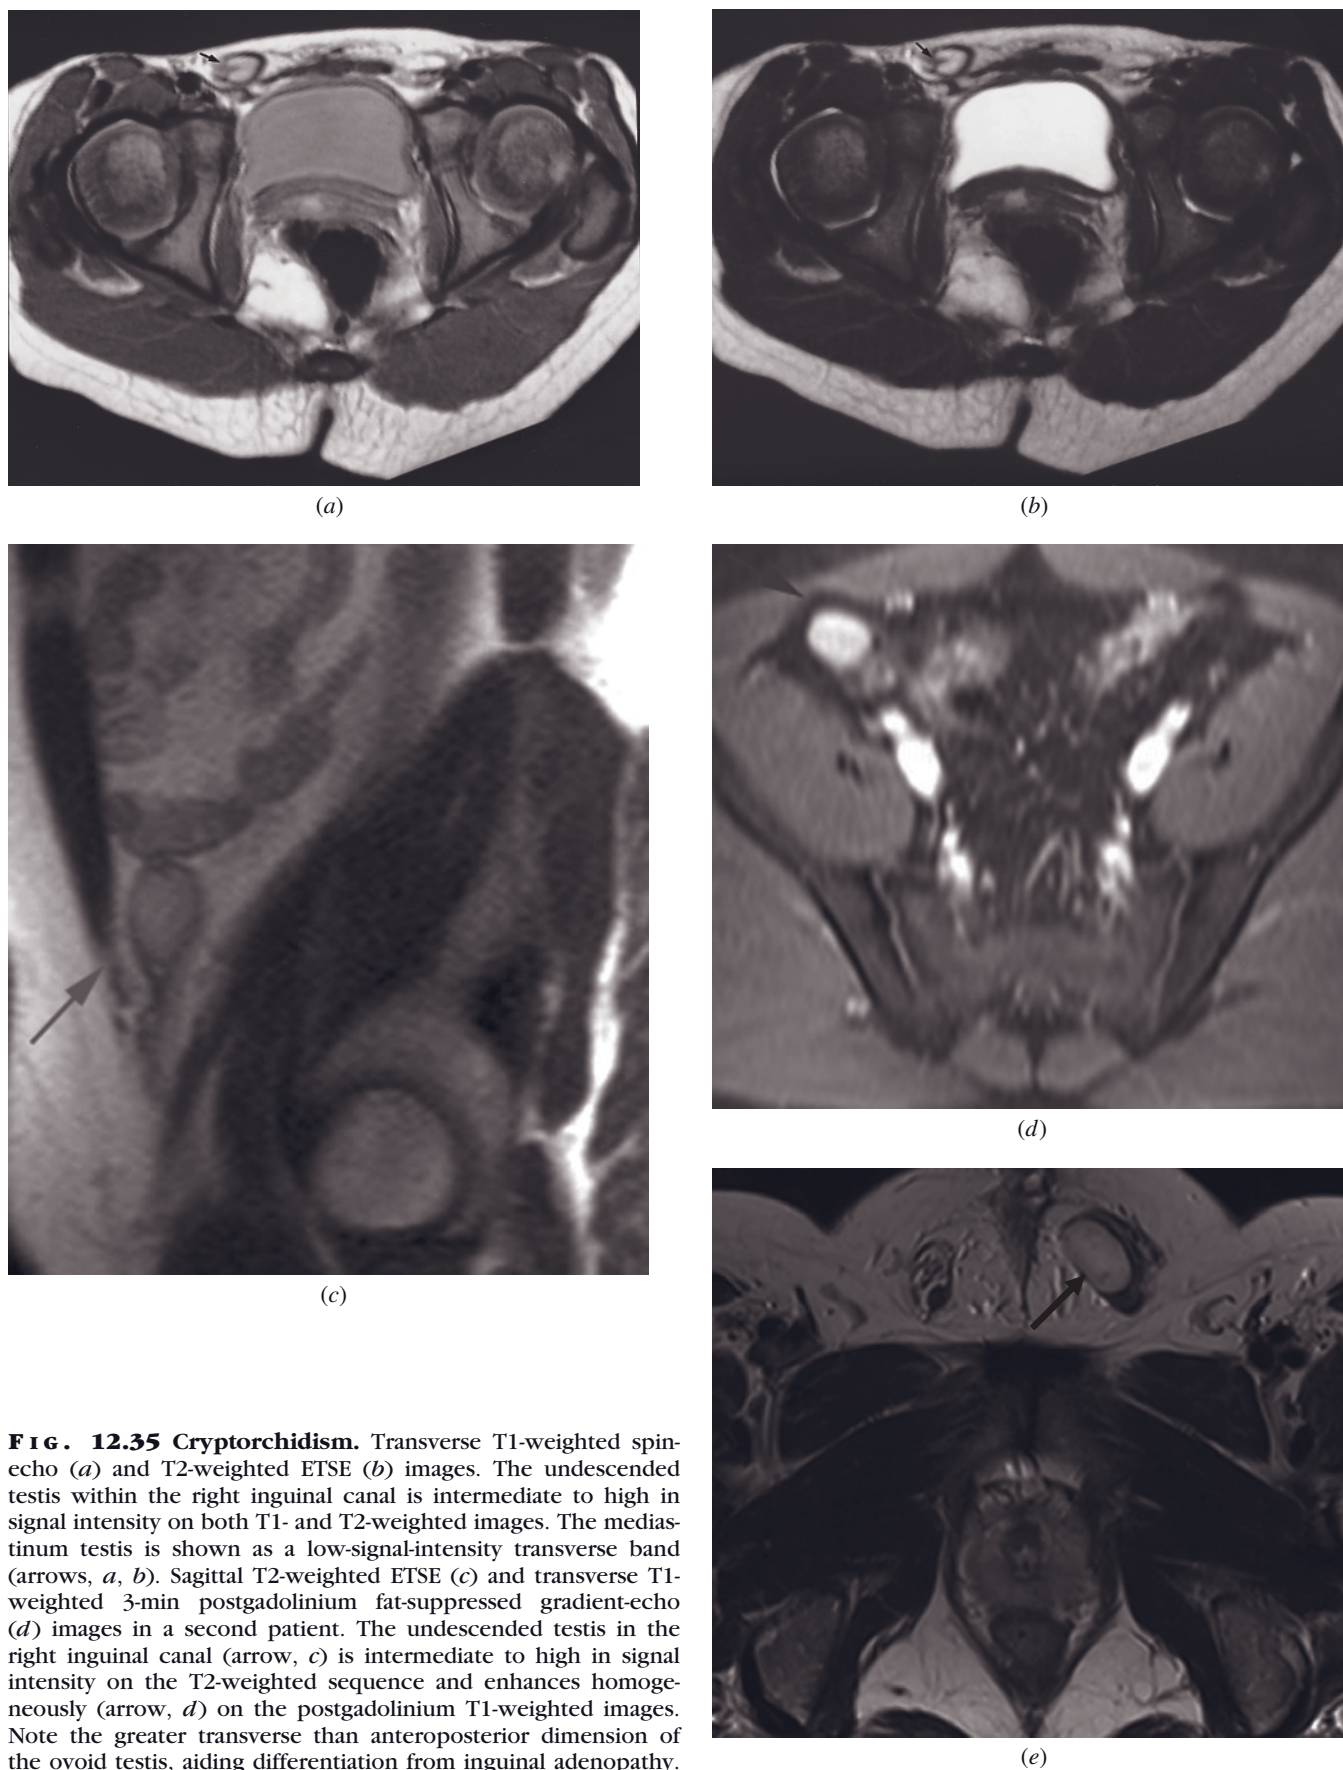 (a)
(b)
(c)
(d)
(e)
FIG. 12.35 Cryptorchidism. Transverse T1-weighted spin-
echo (a) and T2-weighted ETSE (b) images. The undescended
testis within the right inguinal canal is intermediate to high in
signal intensity on both T1- and T2-weighted images. The medias-
tinum testis is shown as a low-signal-intensity transverse band
(arrows, a, b). Sagittal T2-weighted ETSE (c) and transverse T1-
weighted 3-min postgadolinium fat-suppressed gradient-echo
(d) images in a second patient. The undescended testis in the
right inguinal canal (arrow, c) is intermediate to high in signal
intensity on the T2-weighted sequence and enhances homoge-
neously (arrow, d) on the postgadolinium T1-weighted images.
Note the greater transverse than anteroposterior dimension of
the ovoid testis, aiding differentiation from inguinal adenopathy.